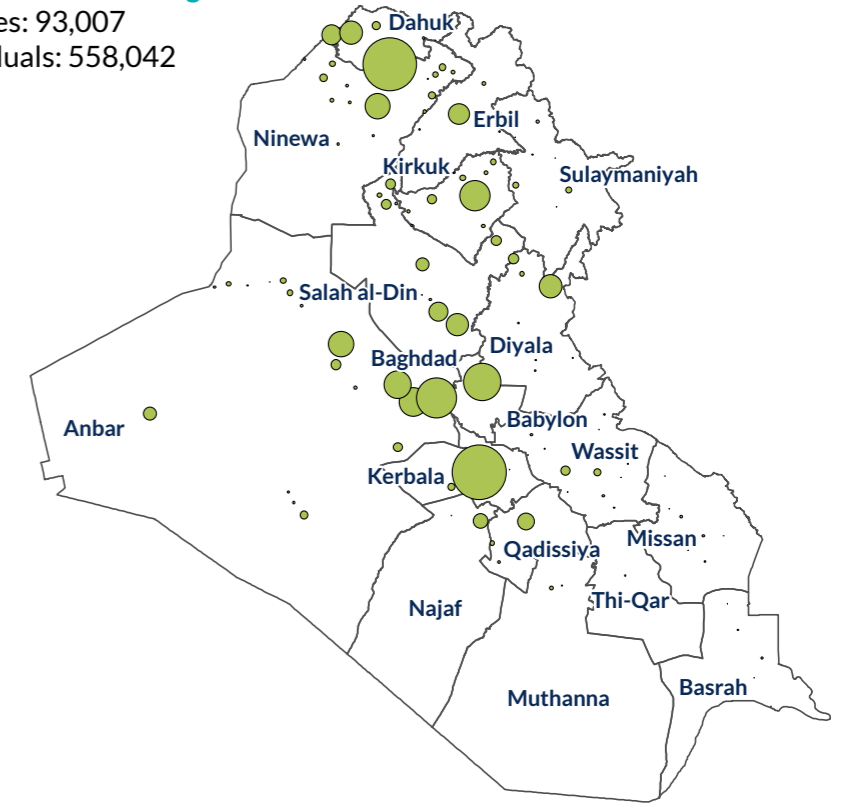 es: 93,007
duals: 558,042
Dahuk
Erbil
Ninewa
Kirkuk
Sulaymaniyah
Salah al-Din
Diyala
Baghdad
Babylon
Anbar
Wassit
Kerbala
Missan
Qadissiya
Thi-Qar
Najaf
Basrah
Muthanna